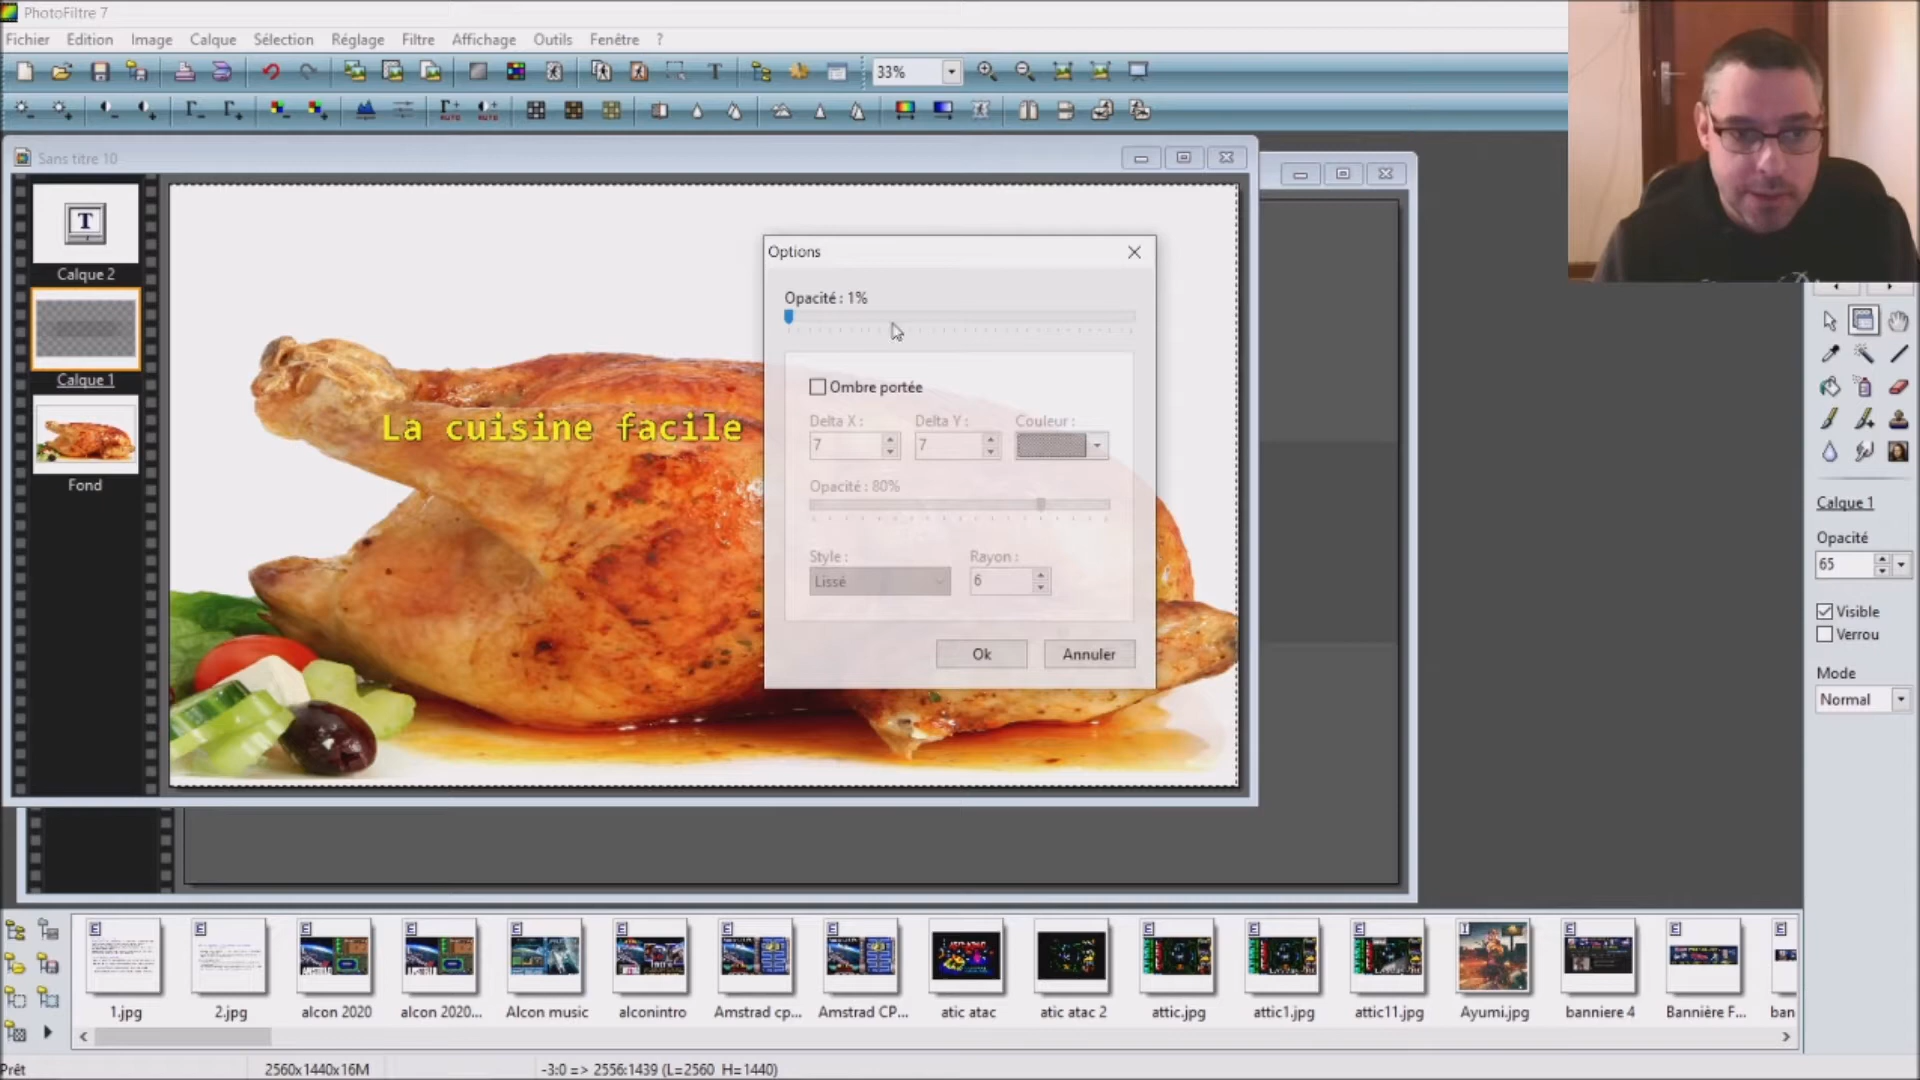 PhotoFiltre 7
Fichier Edition Image Calque Sélection Réglage Filtre Affichage Outils Fenêtre ?
T 33%
AUTO AUTO
Sans titre 10
T
Calque 2
Calque 1
Fond
La cuisine facile
Options
Opacité : 1%
Ombre portée
Delta X : Delta Y : Couleur :
7 7
Opacité : 80%
Style : Rayon :
Lissé 6
Ok Annuler
Calque 1
Opacité
65
Visible
Verrou
Mode
Normal
1.jpg 2.jpg alcon 2020 alcon 2020... Alcon music alconintro Amstrad cp... Amstrad CP... atic atac atic atac 2 attic.jpg attic1.jpg attic11.jpg Ayumi.jpg banniere 4 Bannière F... ban
Prêt 2560x1440x16M -3:0 => 2556:1439 (L=2560 H=1440)